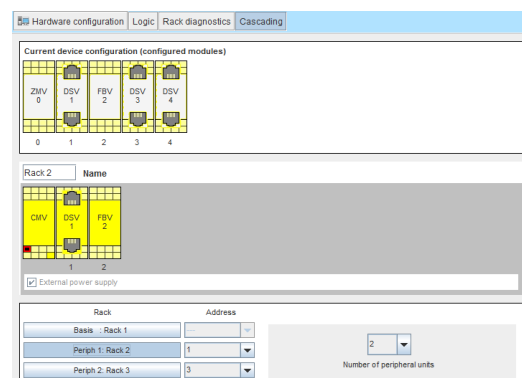 Hardware configuration Logic Rack diagnostics Cascading
Current device configuration (configured modules)
ZMV DSV FBV DSV DSV
0 1 2 3 4
0 1 2 3 4
Rack 2 Name
CMV DSV FBV
1 2
1 2
External power supply
Rack Address
Basis : Rack 1 ---
Periph 1: Rack 2 1
2
Periph 2: Rack 3 3
Number of peripheral units